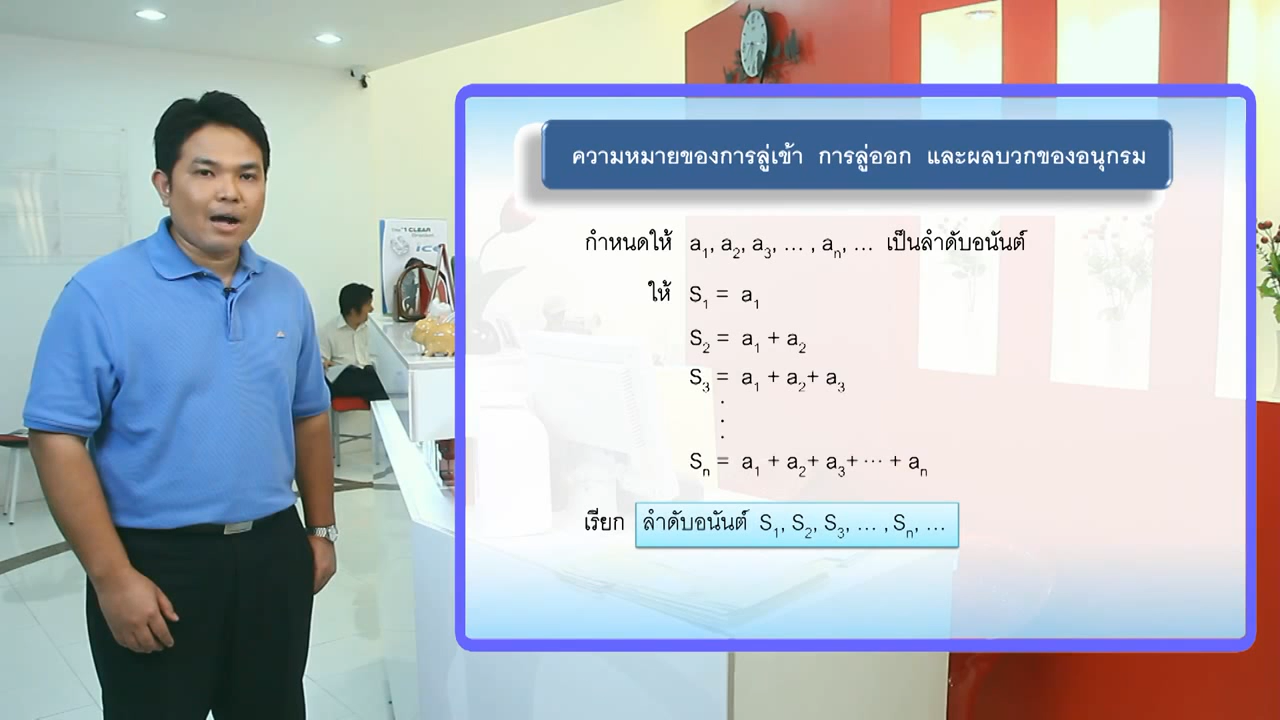 ความหมายของการลู่เข้า การลู่ออก และผลบวกของอนุกรม
กำหนดให้ a₁, a₂, a₃, … , aₙ, … เป็นลำดับอนันต์
ให้ S₁ = a₁
S₂ = a₁ + a₂
S₃ = a₁ + a₂+ a₃
.
.
.
Sₙ = a₁ + a₂+ a₃+ ⋯ + aₙ
เรียก ลำดับอนันต์ S₁, S₂, S₃, … , Sₙ, …
CLEAR
ice